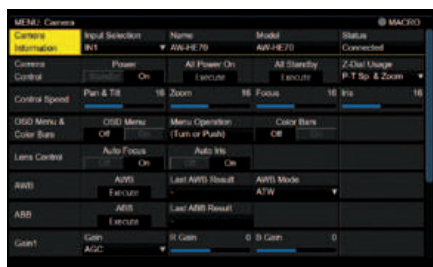 MENU: Camera MACRO
Camera Information Input Selection Name Model Status
IN1 AW-HE70 AW-HE70 Connected
Camera Control Power All Power On All Standby Z-Dial Usage
Standby On Execute Execute P-T Sp. & Zoom
Control Speed Pan & Tilt 16 Zoom 16 Focus 16 Iris 16
OSD Menu & Color Bars OSD Menu Menu Operation Color Bars
Off On (Turn or Push) Off On
Lens Control Auto Focus Auto Iris
Off On Off On
AWB AWB Last AWB Result AWB Mode
Execute - ATW
ABB ABB Last ABB Result
Execute -
Gain1 Gain R Gain 0 B Gain 0
AGC